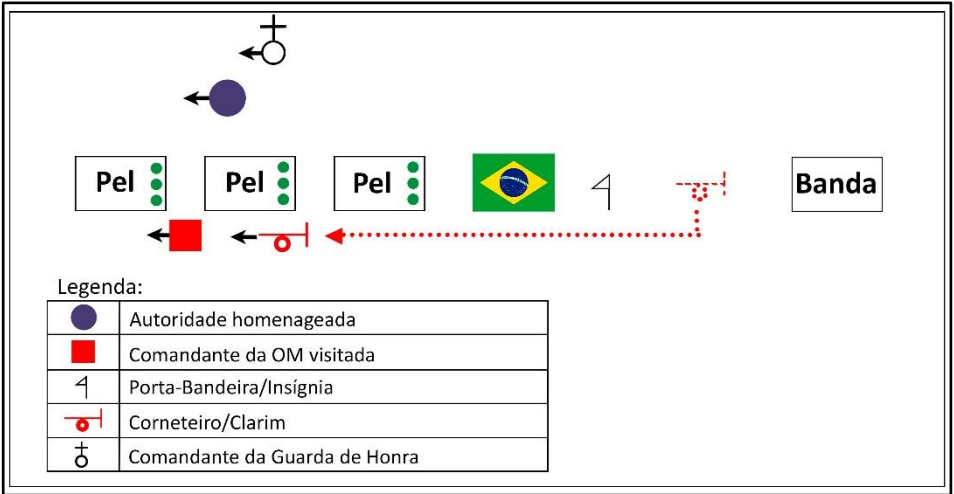 Pel Pel Pel Banda
Legenda:
Autoridade homenageada
Comandante da OM visitada
Porta-Bandeira/Insígnia
Corneteiro/Clarim
Comandante da Guarda de Honra